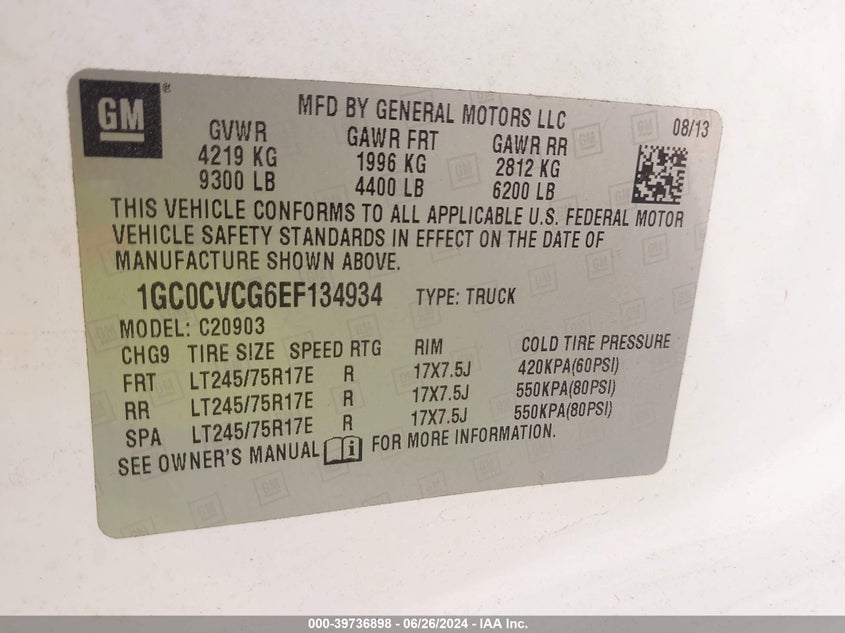 GM ®
MFD BY GENERAL MOTORS LLC
08/13
GVWR GAWR FRT GAWR RR
4219 KG 1996 KG 2812 KG
9300 LB 4400 LB 6200 LB
THIS VEHICLE CONFORMS TO ALL APPLICABLE U.S. FEDERAL MOTOR
VEHICLE SAFETY STANDARDS IN EFFECT ON THE DATE OF
MANUFACTURE SHOWN ABOVE.
1GC0CVCG6EF134934 TYPE: TRUCK
MODEL: C20903
CHG9 TIRE SIZE SPEED RTG RIM COLD TIRE PRESSURE
FRT LT245/75R17E R 17X7.5J 420KPA(60PSI)
RR LT245/75R17E R 17X7.5J 550KPA(80PSI)
SPA LT245/75R17E R 17X7.5J 550KPA(80PSI)
SEE OWNER'S MANUAL i FOR MORE INFORMATION.
000-39736898 - 06/26/2024 - IAA Inc.